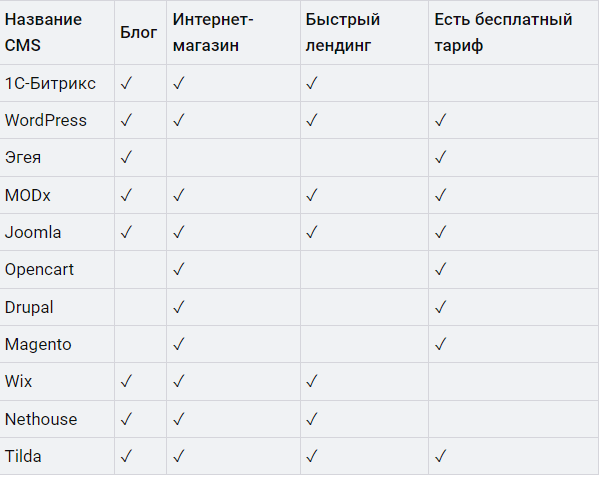 Название CMS Блог Интернет-магазин Быстрый лендинг Есть бесплатный тариф
1С-Битрикс ✓ ✓ ✓
WordPress ✓ ✓ ✓ ✓
Эгея ✓ ✓
MODx ✓ ✓ ✓ ✓
Joomla ✓ ✓ ✓ ✓
Opencart ✓ ✓
Drupal ✓ ✓
Magento ✓ ✓
Wix ✓ ✓ ✓
Nethouse ✓ ✓ ✓
Tilda ✓ ✓ ✓ ✓